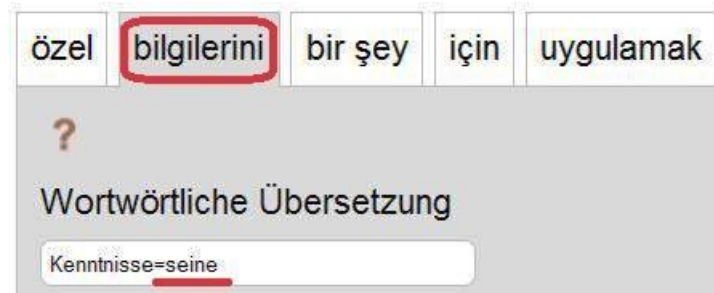 özel bilgilerini bir şey için uygulamak
?
Wortwörtliche Übersetzung
Kenntnisse=seine